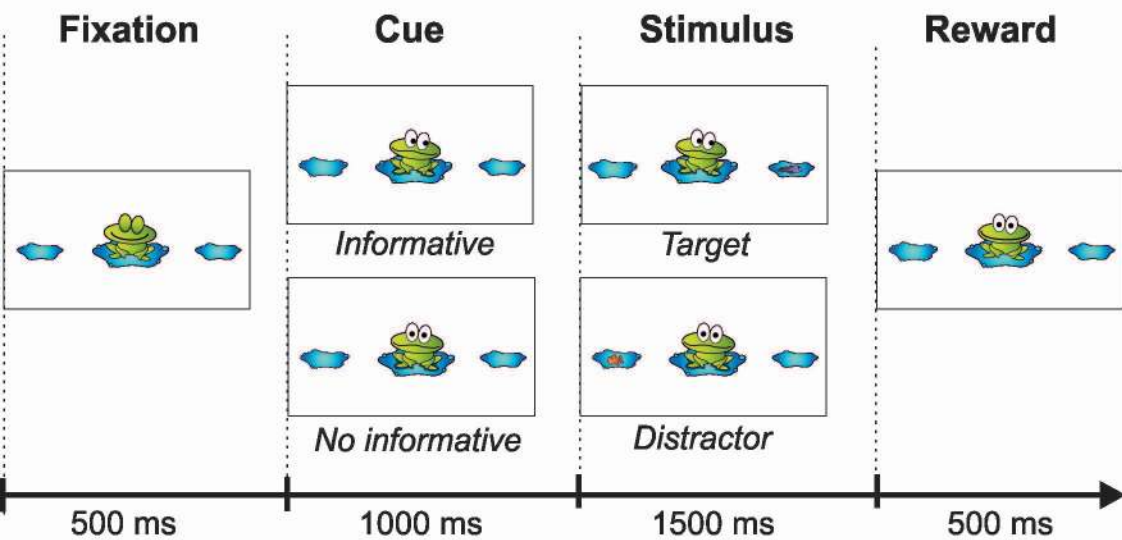 Fixation
Cue
Stimulus
Reward
Informative
Target
No informative
Distractor
500 ms
1000 ms
1500 ms
500 ms